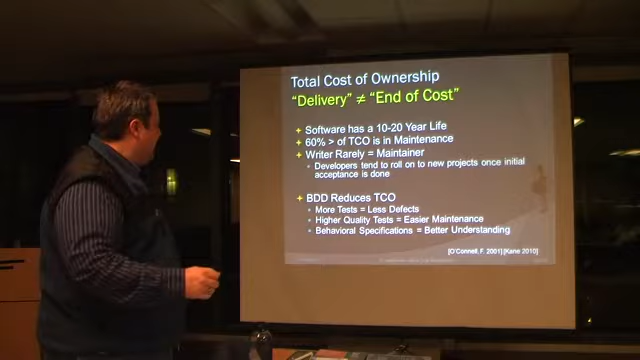 Total Cost of Ownership
"Delivery" ≠ "End of Cost"
Software has a 10-20 Year Life
60% > of TCO is in Maintenance
Writer Rarely = Maintainer
Developers tend to roll on to new projects once initial
acceptance is done
BDD Reduces TCO
More Tests = Less Defects
Higher Quality Tests = Easier Maintenance
Behavioral Specifications = Better Understanding
[O'Connell, F. 2001] [Kane 2010]